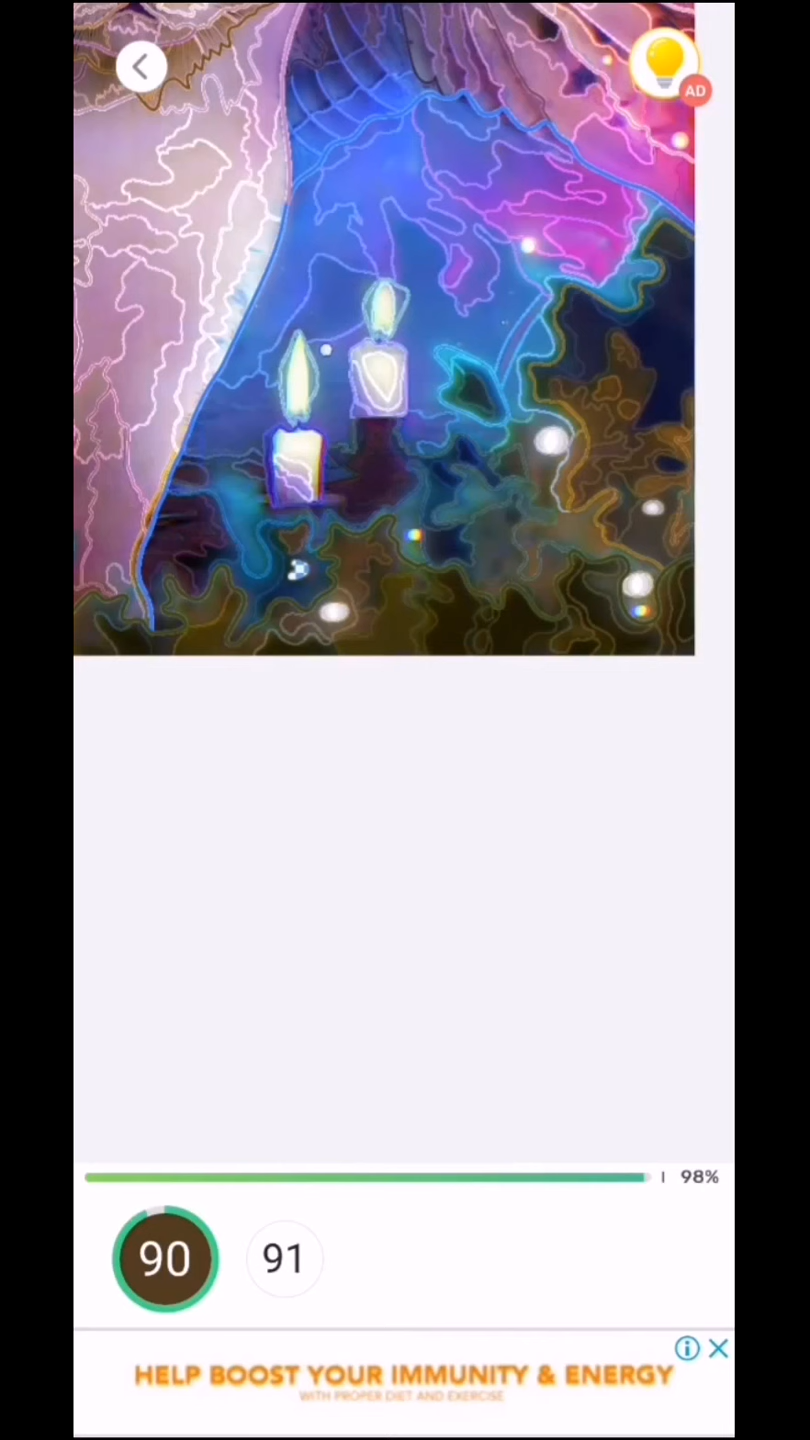 AD
98%
90
91
HELP BOOST YOUR IMMUNITY & ENERGY
WITH PROPER DIET AND EXERCISE